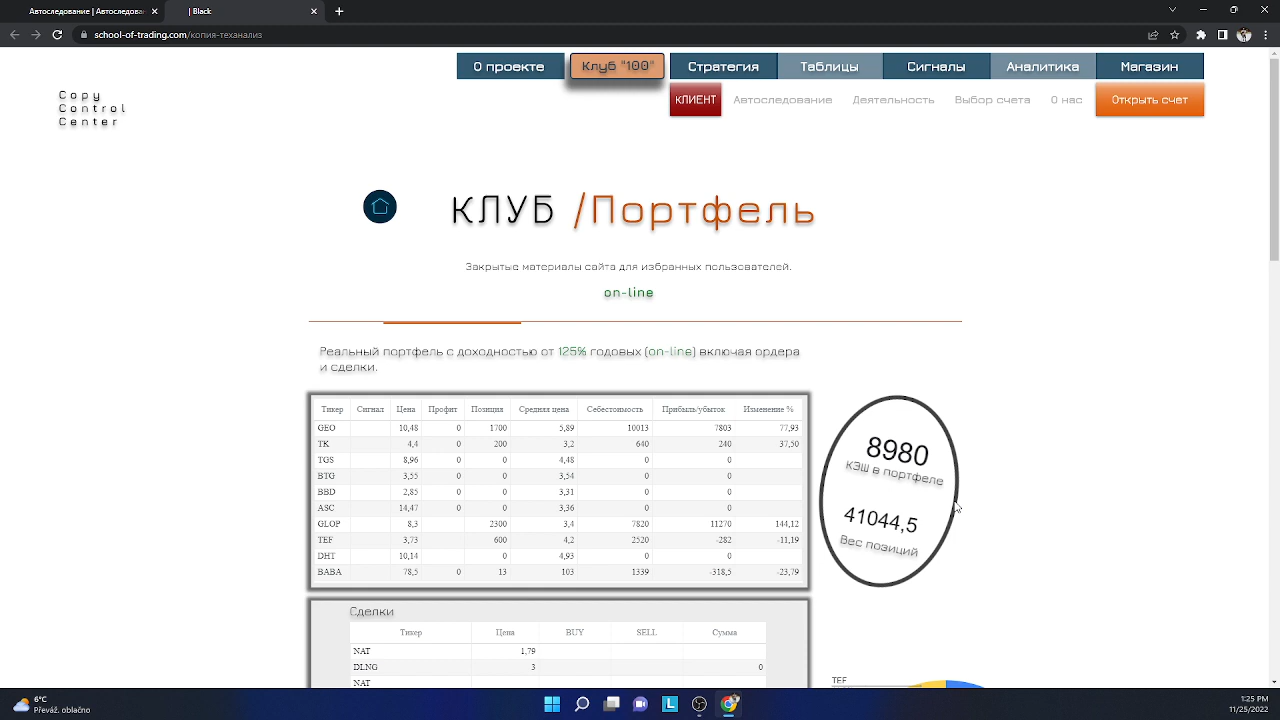 Автоследование | Портфель
| Black
school-of-trading.com/копия-теханализ
О проекте
Клуб "100"
Стратегия
Таблицы
Сигналы
Аналитика
Магазин
КЛИЕНТ
Автоследование
Деятельность
Выбор счета
О нас
Открыть счет
Copy
Control
Center
КЛУБ /Портфель
Закрытые материалы сайта для избранных пользователей.
on-line
Реальный портфель с доходностью от 125% годовых (on-line) включая ордера
и сделки.
Тикер Сигнал Цена Профит Позиция Средняя цена Себестоимость Прибыль/убыток Изменение %
GEO 10,48 0 1700 5,89 10013 7803 77,93
TK 4,4 0 200 3,2 640 240 37,50
TGS 8,96 0 0 4,48 0 0
BTG 3,55 0 0 3,54 0 0
BBD 2,85 0 0 3,31 0 0
ASC 14,47 0 0 3,36 0 0
GLOP 8,3 2300 3,4 7820 11270 144,12
TEF 3,73 600 4,2 2520 -282 -11,19
DHT 10,14 0 4,93 0 0
BABA 78,5 0 13 103 1339 -318,5 -23,79
8980
КЭШ в портфеле
41044,5
Вес позиций
Сделки
Тикер Цена BUY SELL Сумма
NAT 1,79
DLNG 3 0
NAT
TEF
6°C
Převáž. oblačno
1:25 PM
11/25/2022